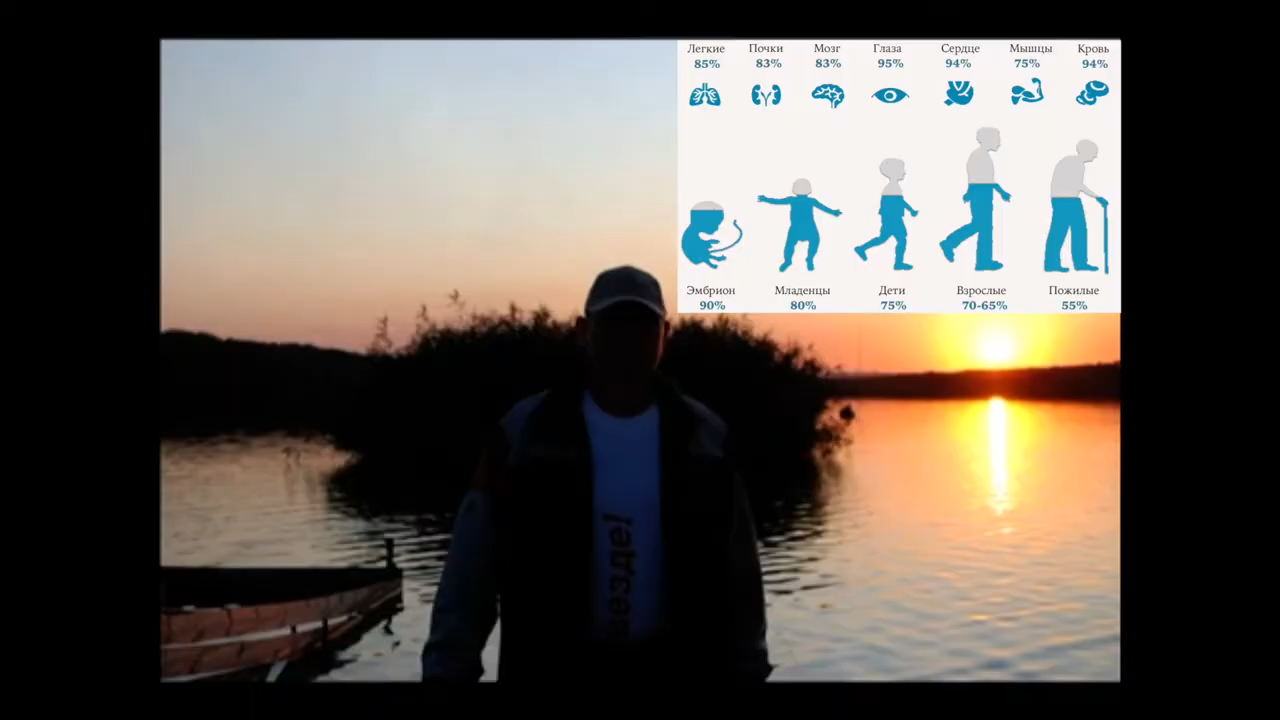 Легкие Почки Мозг Глаза Сердце Мышцы Кровь
85% 83% 83% 95% 94% 75% 94%
Эмбрион Младенцы Дети Взрослые Пожилые
90% 80% 75% 70-65% 55%